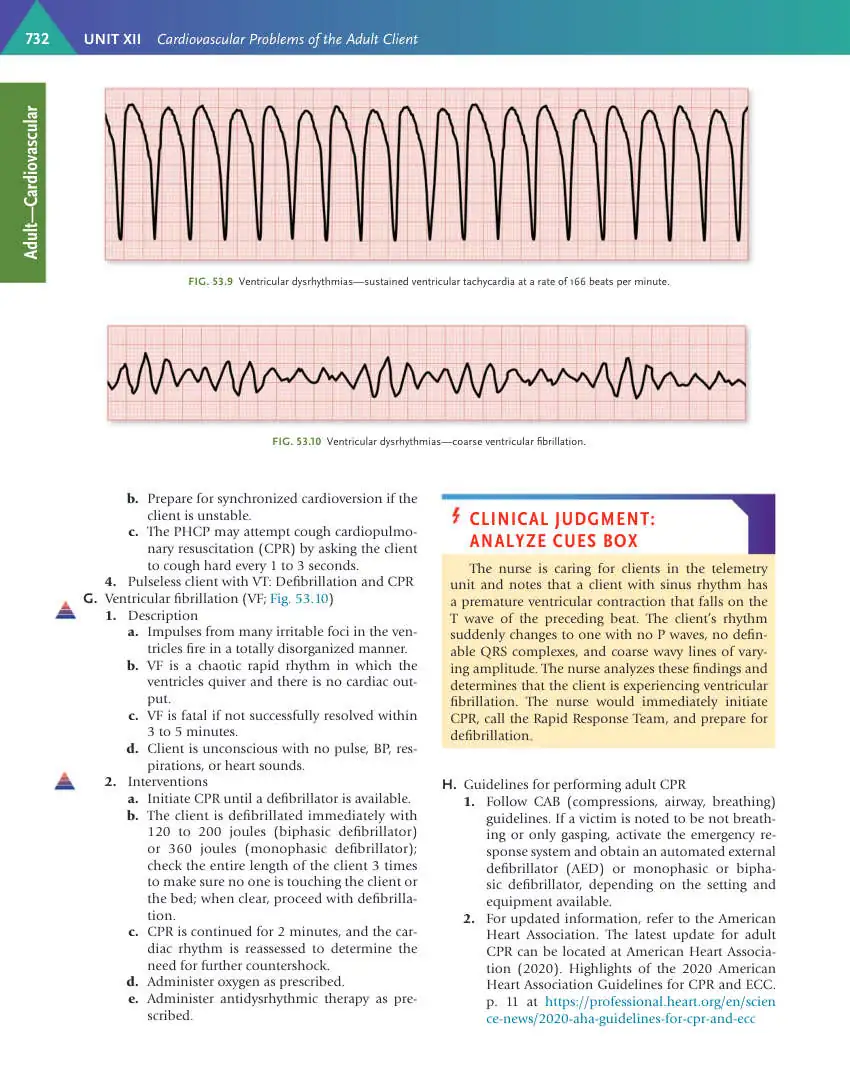 732
UNIT XII Cardiovascular Problems of the Adult Client
Adult—Cardiovascular
FIG. 53.9 Ventricular dysrhythmias—sustained ventricular tachycardia at a rate of 166 beats per minute.
FIG. 53.10 Ventricular dysrhythmias—coarse ventricular fibrillation.
b. Prepare for synchronized cardioversion if the
client is unstable.
c. The PHCP may attempt cough cardiopulmo-
nary resuscitation (CPR) by asking the client
to cough hard every 1 to 3 seconds.
4. Pulseless client with VT: Defibrillation and CPR
G. Ventricular fibrillation (VF; Fig. 53.10)
1. Description
a. Impulses from many irritable foci in the ven-
tricles fire in a totally disorganized manner.
b. VF is a chaotic rapid rhythm in which the
ventricles quiver and there is no cardiac out-
put.
c. VF is fatal if not successfully resolved within
3 to 5 minutes.
d. Client is unconscious with no pulse, BP, res-
pirations, or heart sounds.
2. Interventions
a. Initiate CPR until a defibrillator is available.
b. The client is defibrillated immediately with
120 to 200 joules (biphasic defibrillator)
or 360 joules (monophasic defibrillator);
check the entire length of the client 3 times
to make sure no one is touching the client or
the bed; when clear, proceed with defibrilla-
tion.
c. CPR is continued for 2 minutes, and the car-
diac rhythm is reassessed to determine the
need for further countershock.
d. Administer oxygen as prescribed.
e. Administer antidysrhythmic therapy as pre-
scribed.
CLINICAL JUDGMENT:
ANALYZE CUES BOX
The nurse is caring for clients in the telemetry
unit and notes that a client with sinus rhythm has
a premature ventricular contraction that falls on the
T wave of the preceding beat. The client's rhythm
suddenly changes to one with no P waves, no defin-
able QRS complexes, and coarse wavy lines of vary-
ing amplitude. The nurse analyzes these findings and
determines that the client is experiencing ventricular
fibrillation. The nurse would immediately initiate
CPR, call the Rapid Response Team, and prepare for
defibrillation.
H. Guidelines for performing adult CPR
1. Follow CAB (compressions, airway, breathing)
guidelines. If a victim is noted to be not breath-
ing or only gasping, activate the emergency re-
sponse system and obtain an automated external
defibrillator (AED) or monophasic or bipha-
sic defibrillator, depending on the setting and
equipment available.
2. For updated information, refer to the American
Heart Association. The latest update for adult
CPR can be located at American Heart Associa-
tion (2020). Highlights of the 2020 American
Heart Association Guidelines for CPR and ECC.
p. 11 at https://professional.heart.org/en/scien
ce-news/2020-aha-guidelines-for-cpr-and-ecc